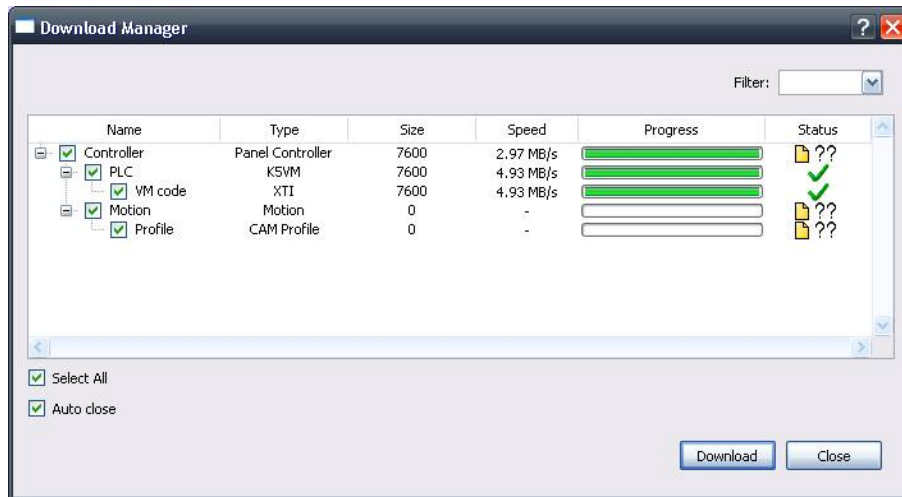 Download Manager
Filter:
Name Type Size Speed Progress Status
Controller Panel Controller 7600 2.97 MB/s ??
PLC K5VM 7600 4.93 MB/s
VM code XTI 7600 4.93 MB/s
Motion Motion 0 - ??
Profile CAM Profile 0 - ??
Select All
Auto close
Download Close